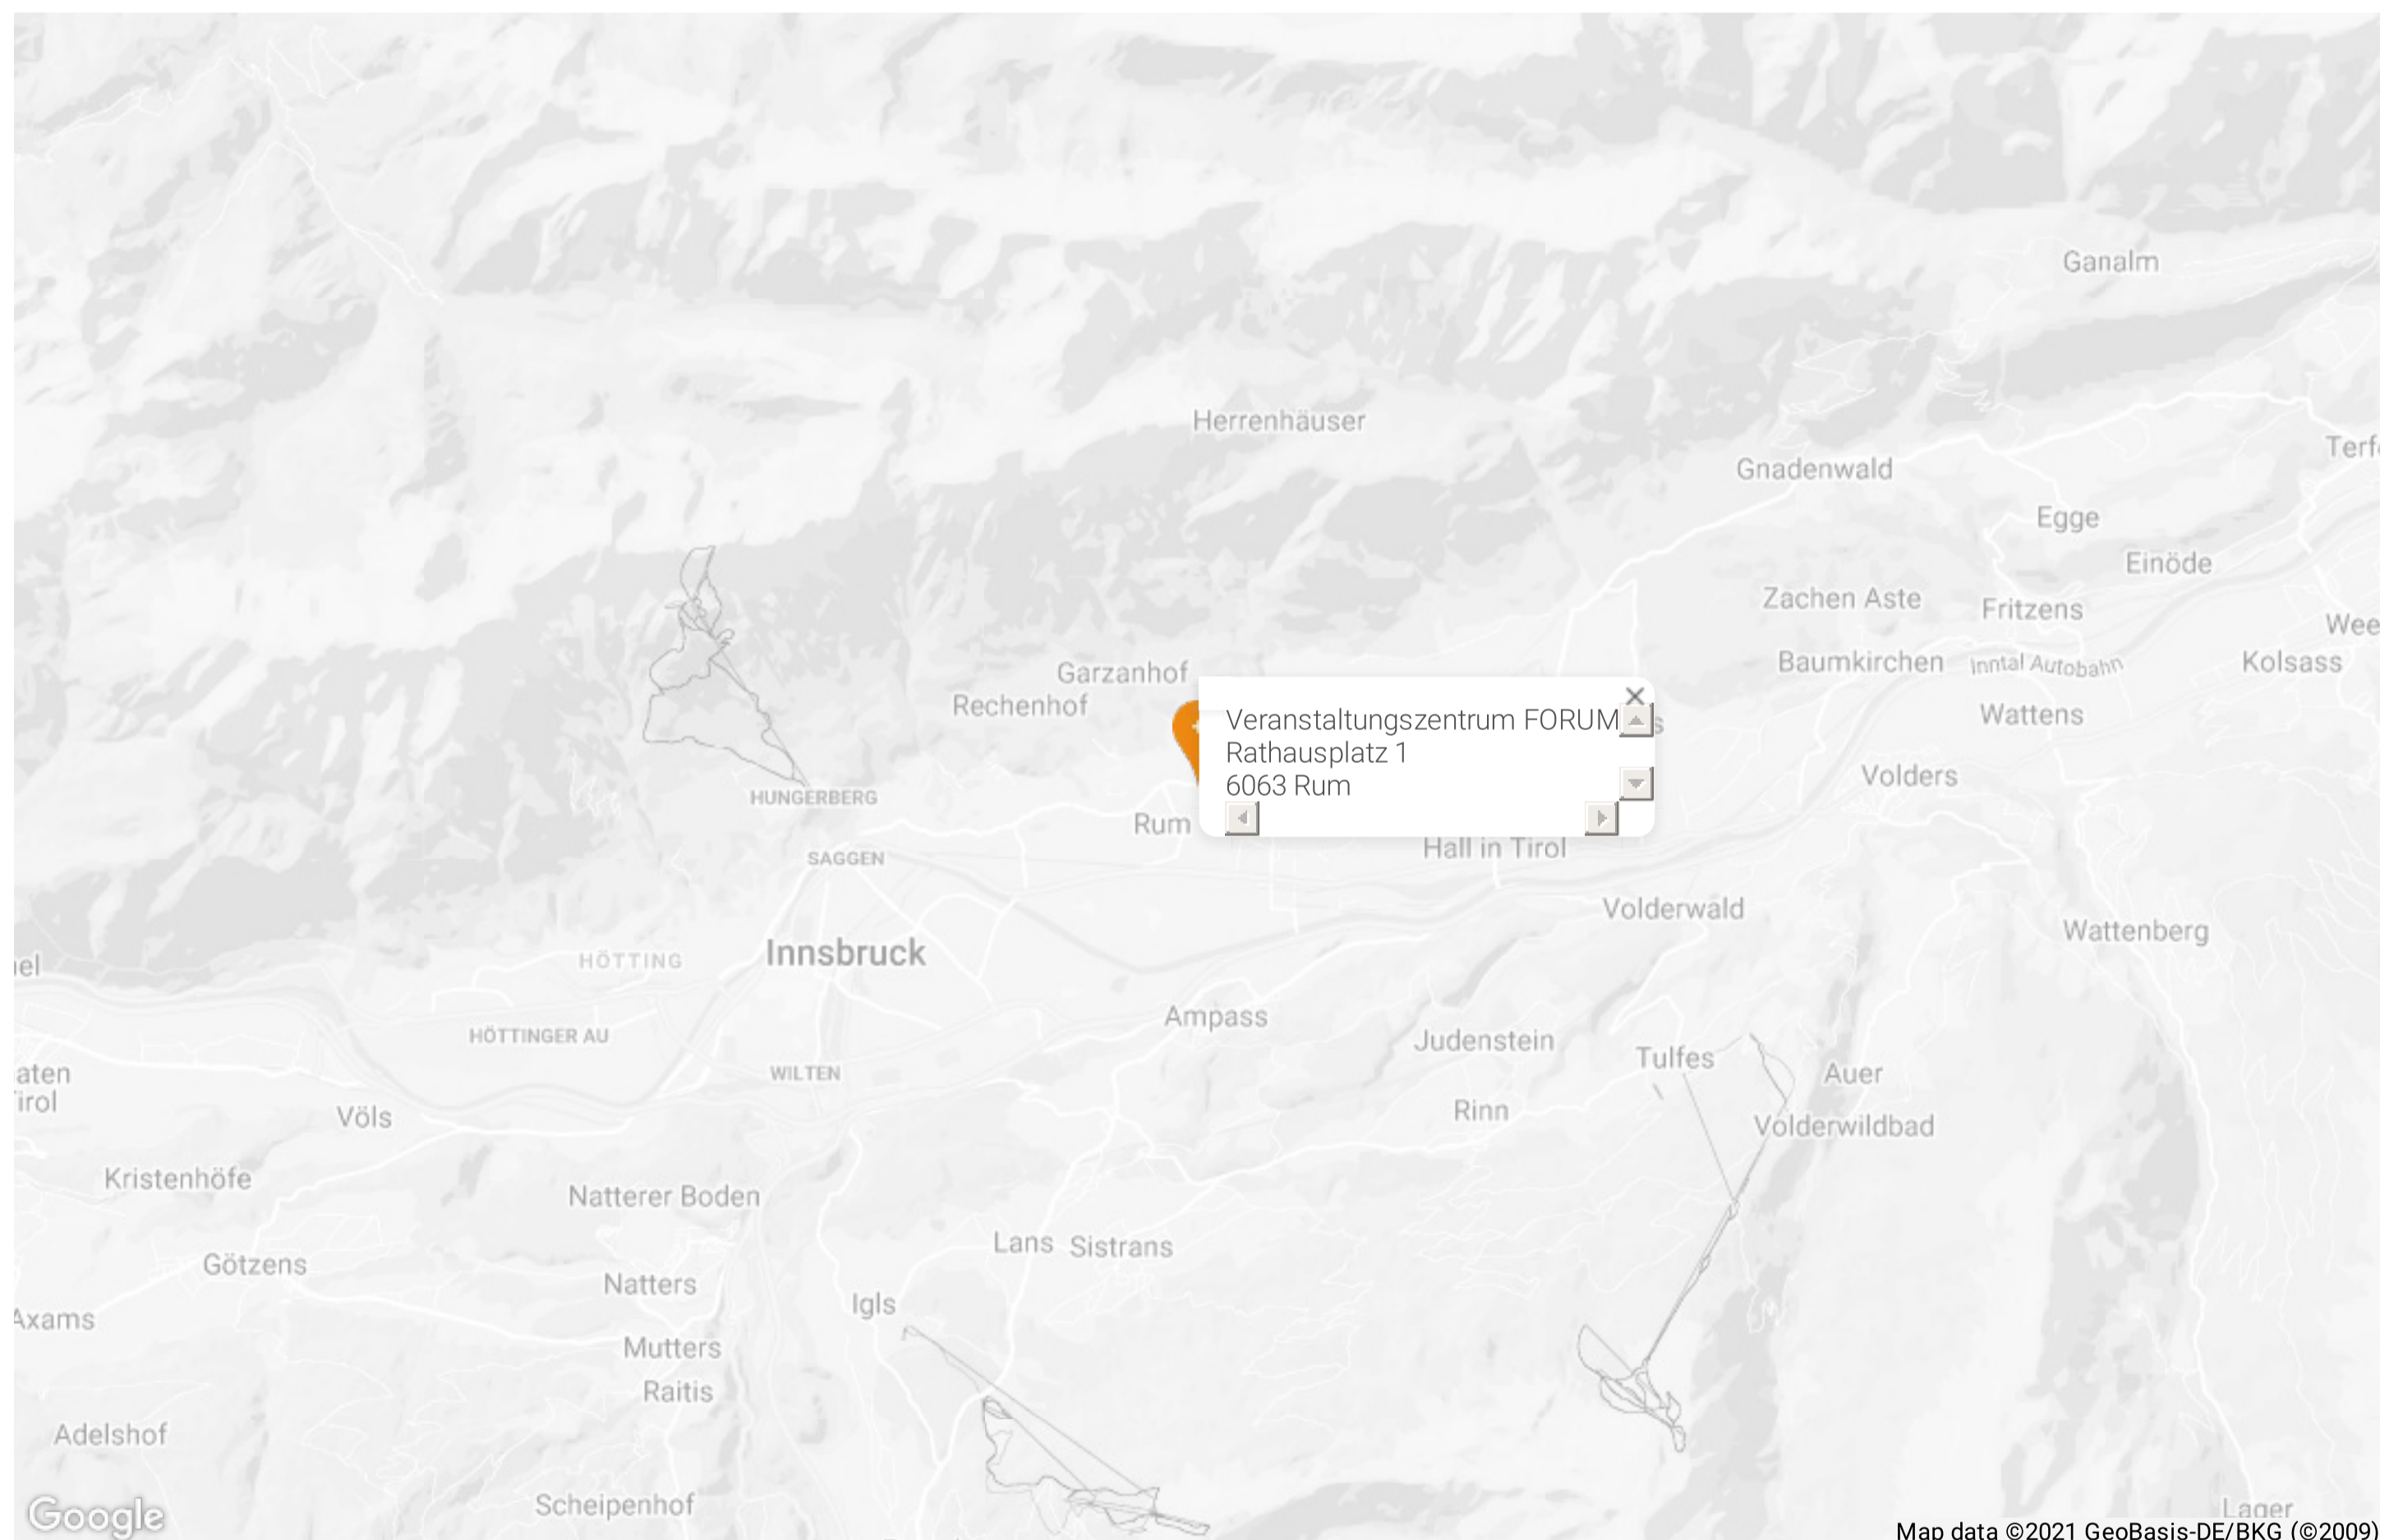 Ganalm
Herrenhäuser
Gnadenwald
Egge
Einöde
Zachen Aste
Fritzens
Baumkirchen
Inntal Autobahn
Kolsass
Garzanhof
Rechenhof
Wattens
Veranstaltungszentrum FORUM
Rathausplatz 1
6063 Rum
Volders
HUNGERBERG
Rum
Hall in Tirol
SAGGEN
Volderwald
Wattenberg
Innsbruck
HÖTTING
Ampass
HÖTTINGER AU
Judenstein
Tulfes
WILTEN
Auer
Völs
Rinn
Volderwildbad
Kristenhöfe
Natterer Boden
Lans
Sistrans
Götzens
Natters
Igls
Axams
Mutters
Raitis
Adelshof
Scheipenhof
Lager
Google
Map data ©2021 GeoBasis-DE/BKG (©2009)